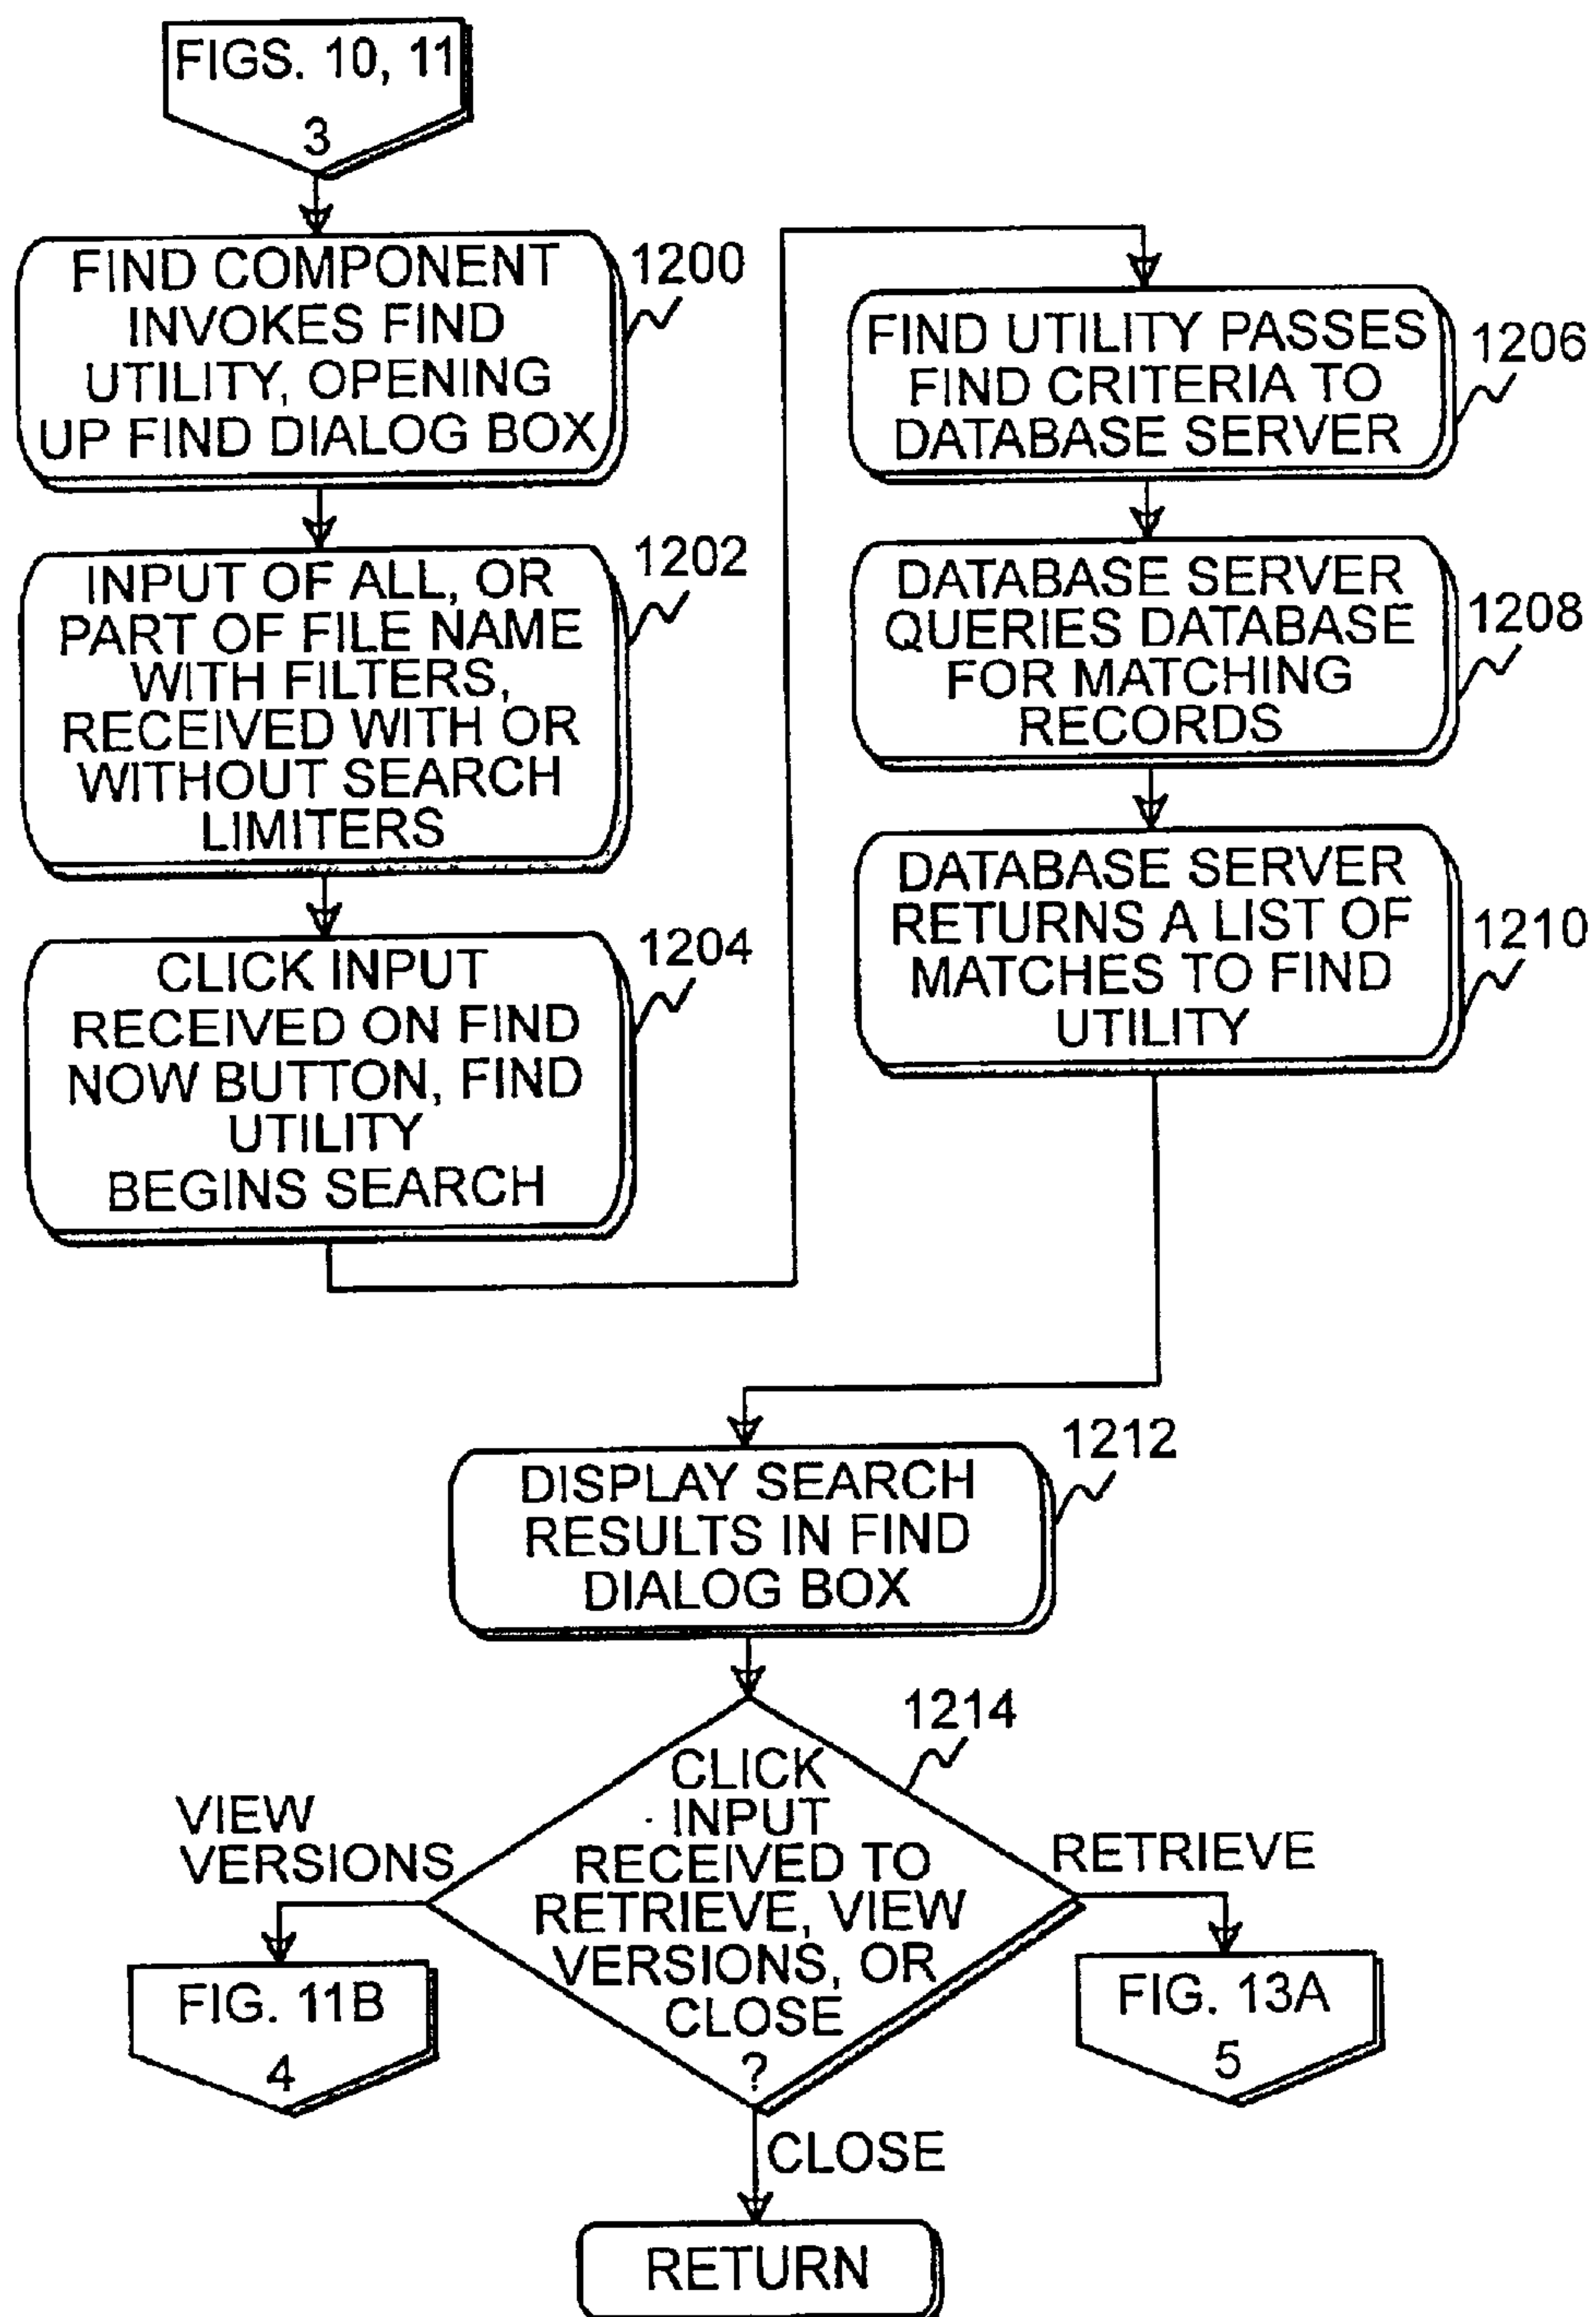 FIGS. 10, 11
3
FIND COMPONENT
INVOKES FIND
UTILITY, OPENING
UP FIND DIALOG BOX
1200
INPUT OF ALL, OR
PART OF FILE NAME
WITH FILTERS,
RECEIVED WITH OR
WITHOUT SEARCH
LIMITERS
1202
CLICK INPUT
RECEIVED ON FIND
NOW BUTTON, FIND
UTILITY
BEGINS SEARCH
1204
FIND UTILITY PASSES
FIND CRITERIA TO
DATABASE SERVER
1206
DATABASE SERVER
QUERIES DATABASE
FOR MATCHING
RECORDS
1208
DATABASE SERVER
RETURNS A LIST OF
MATCHES TO FIND
UTILITY
1210
DISPLAY SEARCH
RESULTS IN FIND
DIALOG BOX
1212
CLICK
INPUT
RECEIVED TO
RETRIEVE, VIEW
VERSIONS, OR
CLOSE
?
1214
VIEW
VERSIONS
FIG. 11B
4
RETRIEVE
FIG. 13A
5
CLOSE
RETURN